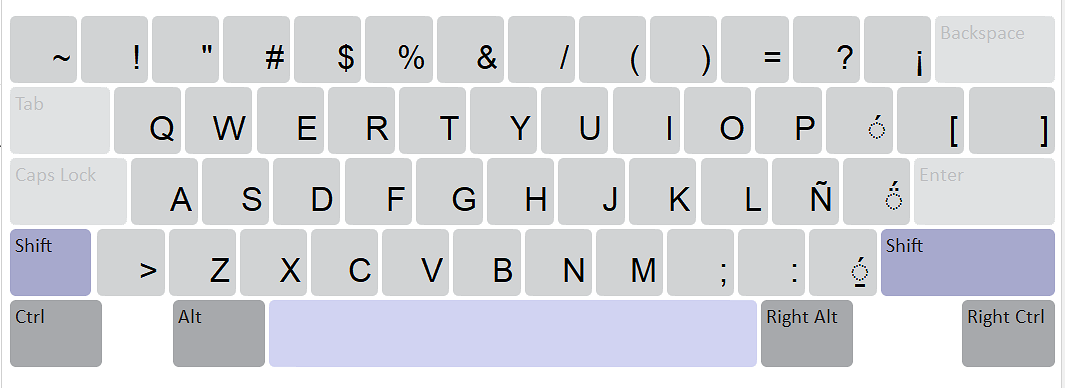 ~ ! " # $ % & / ( ) = ? ¡ Backspace
Tab Q W E R T Y U I O P ◌́ [ ]
Caps Lock A S D F G H J K L Ñ ◌̈́ Enter
Shift > Z X C V B N M ; : ◌̱́ Shift
Ctrl Alt Right Alt Right Ctrl